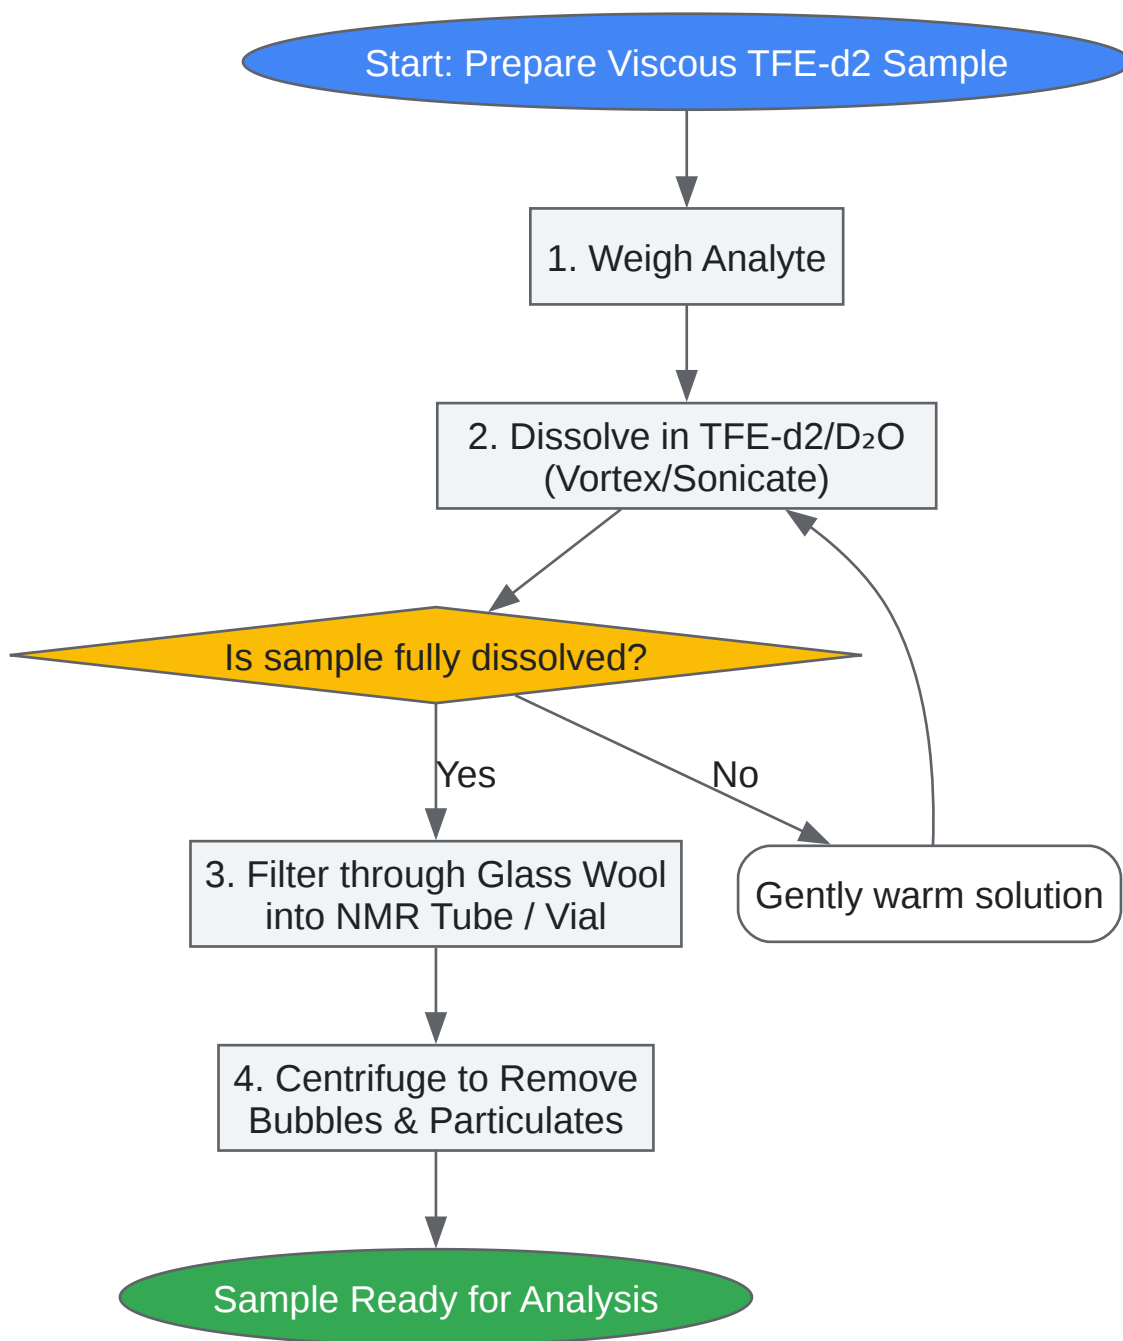 Start: Prepare Viscous TFE-d2 Sample
1. Weigh Analyte
2. Dissolve in TFE-d2/D₂O
(Vortex/Sonicate)
Is sample fully dissolved?
Yes
No
3. Filter through Glass Wool
into NMR Tube / Vial
Gently warm solution
4. Centrifuge to Remove
Bubbles & Particulates
Sample Ready for Analysis